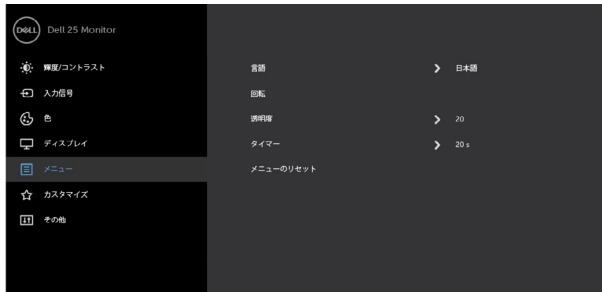 DELL Dell 25 Monitor
輝度/コントラスト
入力信号
色
ディスプレイ
メニュー
カスタマイズ
その他
言語 日本語
回転
透明度 20
タイマー 20 s
メニューのリセット